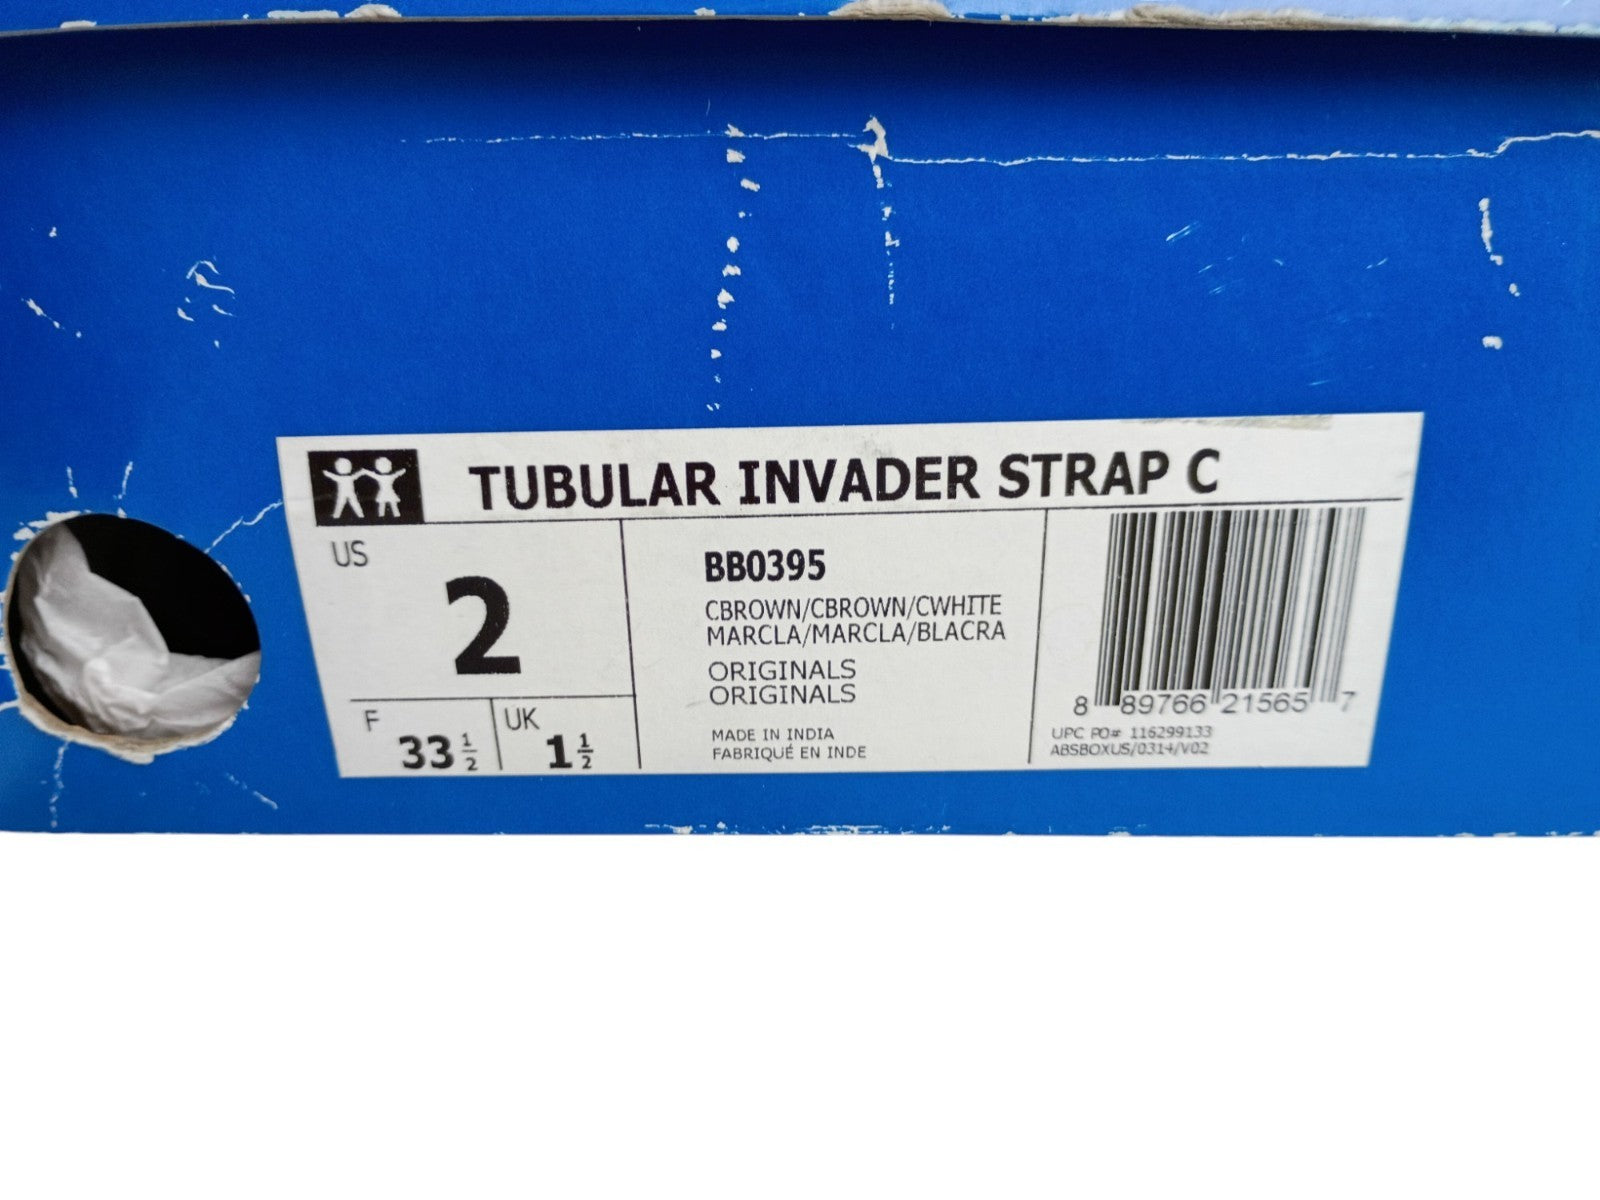 TUBULAR INVADER STRAP C
US
2
F
33 1/2
UK
1 1/2
BB0395
CBROWN/CBROWN/CWHITE
MARCLA/MARCLA/BLACRA
ORIGINALS
ORIGINALS
MADE IN INDIA
FABRIQUÉ EN INDE
8 89766 21565 7
UPC PO# 116299133
ABSBOXUS/0314/V02